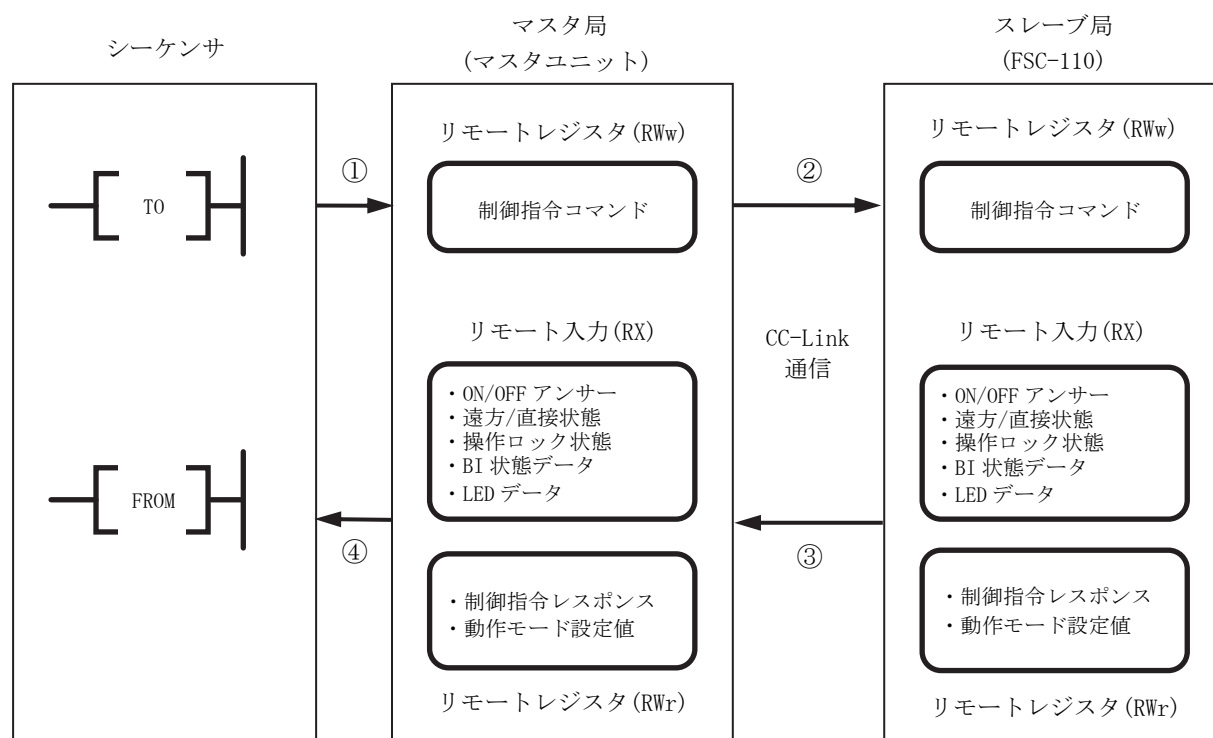 シーケンサ
TO
FROM
①
④
マスタ局
(マスタユニット)
リモートレジスタ(RWw)
制御指令コマンド
リモート入力(RX)
・ON/OFF アンサー
・遠方/直接状態
・操作ロック状態
・BI 状態データ
・LED データ
・制御指令レスポンス
・動作モード設定値
リモートレジスタ(RWr)
②
CC-Link
通信
③
スレーブ局
(FSC-110)
リモートレジスタ(RWw)
制御指令コマンド
リモート入力(RX)
・ON/OFF アンサー
・遠方/直接状態
・操作ロック状態
・BI 状態データ
・LED データ
・制御指令レスポンス
・動作モード設定値
リモートレジスタ(RWr)